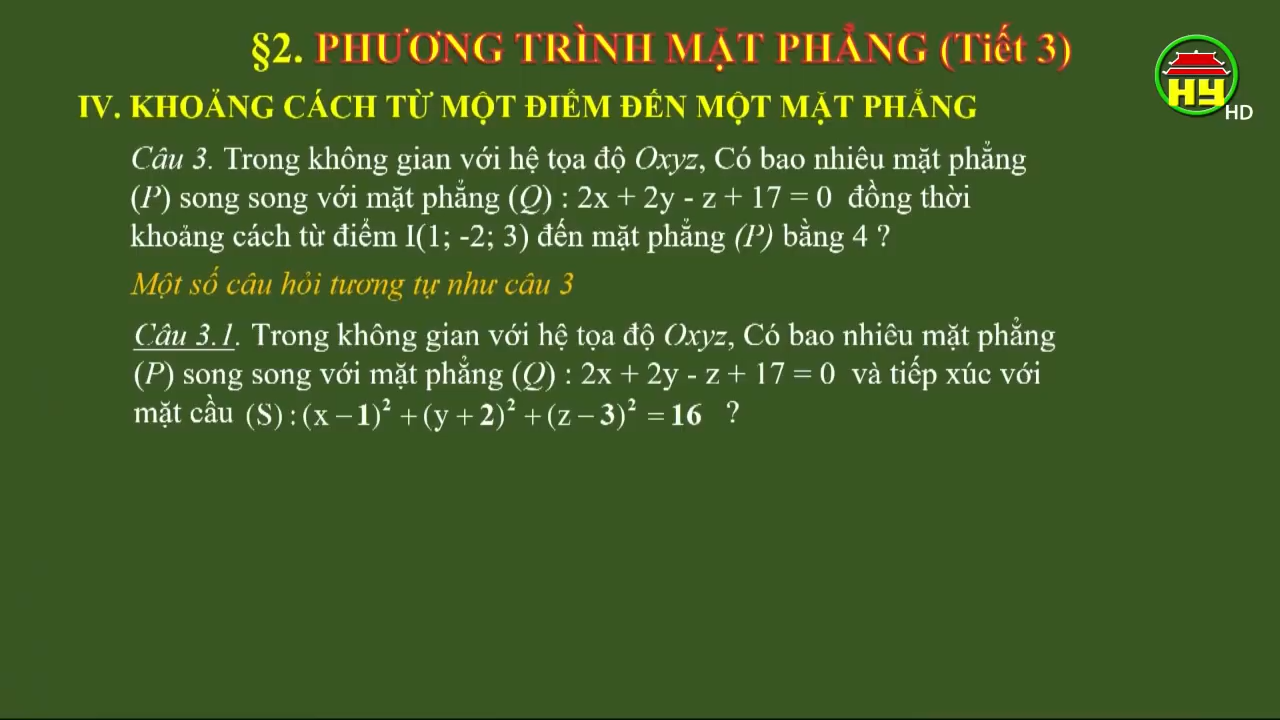 §2. PHƯƠNG TRÌNH MẶT PHẲNG (Tiết 3)
HY HD
IV. KHOẢNG CÁCH TỪ MỘT ĐIỂM ĐẾN MỘT MẶT PHẲNG
Câu 3. Trong không gian với hệ tọa độ Oxyz, Có bao nhiêu mặt phẳng
(P) song song với mặt phẳng (Q) : 2x + 2y - z + 17 = 0 đồng thời
khoảng cách từ điểm I(1; -2; 3) đến mặt phẳng (P) bằng 4 ?
Một số câu hỏi tương tự như câu 3
Câu 3.1. Trong không gian với hệ tọa độ Oxyz, Có bao nhiêu mặt phẳng
(P) song song với mặt phẳng (Q) : 2x + 2y - z + 17 = 0 và tiếp xúc với
mặt cầu (S) : (x − 1)² + (y + 2)² + (z − 3)² = 16 ?